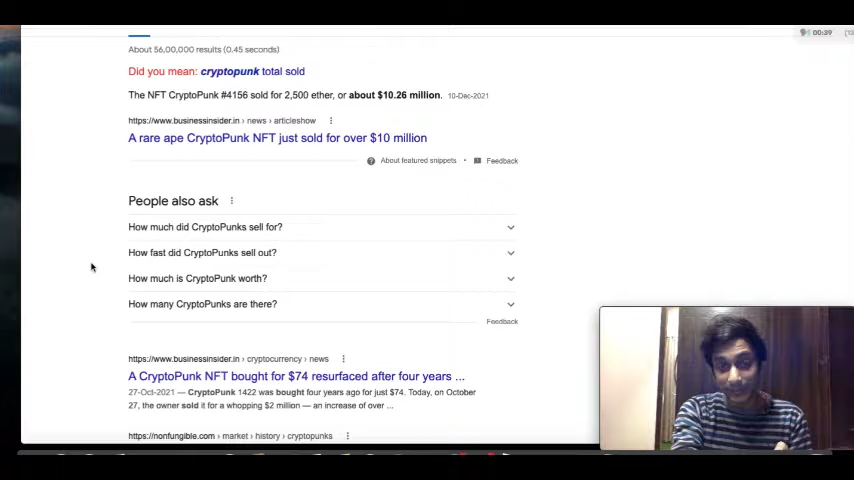 00:39
About 56,00,000 results (0.45 seconds)
Did you mean: cryptopunk total sold
The NFT CryptoPunk #4156 sold for 2,500 ether, or about $10.26 million. 10-Dec-2021
https://www.businessinsider.in › news › articleshow
A rare ape CryptoPunk NFT just sold for over $10 million
About featured snippets • Feedback
People also ask
How much did CryptoPunks sell for?
How fast did CryptoPunks sell out?
How much is CryptoPunk worth?
How many CryptoPunks are there?
Feedback
https://www.businessinsider.in › cryptocurrency › news
A CryptoPunk NFT bought for $74 resurfaced after four years ...
27-Oct-2021 — CryptoPunk 1422 was bought four years ago for just $74. Today, on October
27, the owner sold it for a whopping $2 million — an increase of over ...
https://nonfungible.com › market › history › cryptopunks